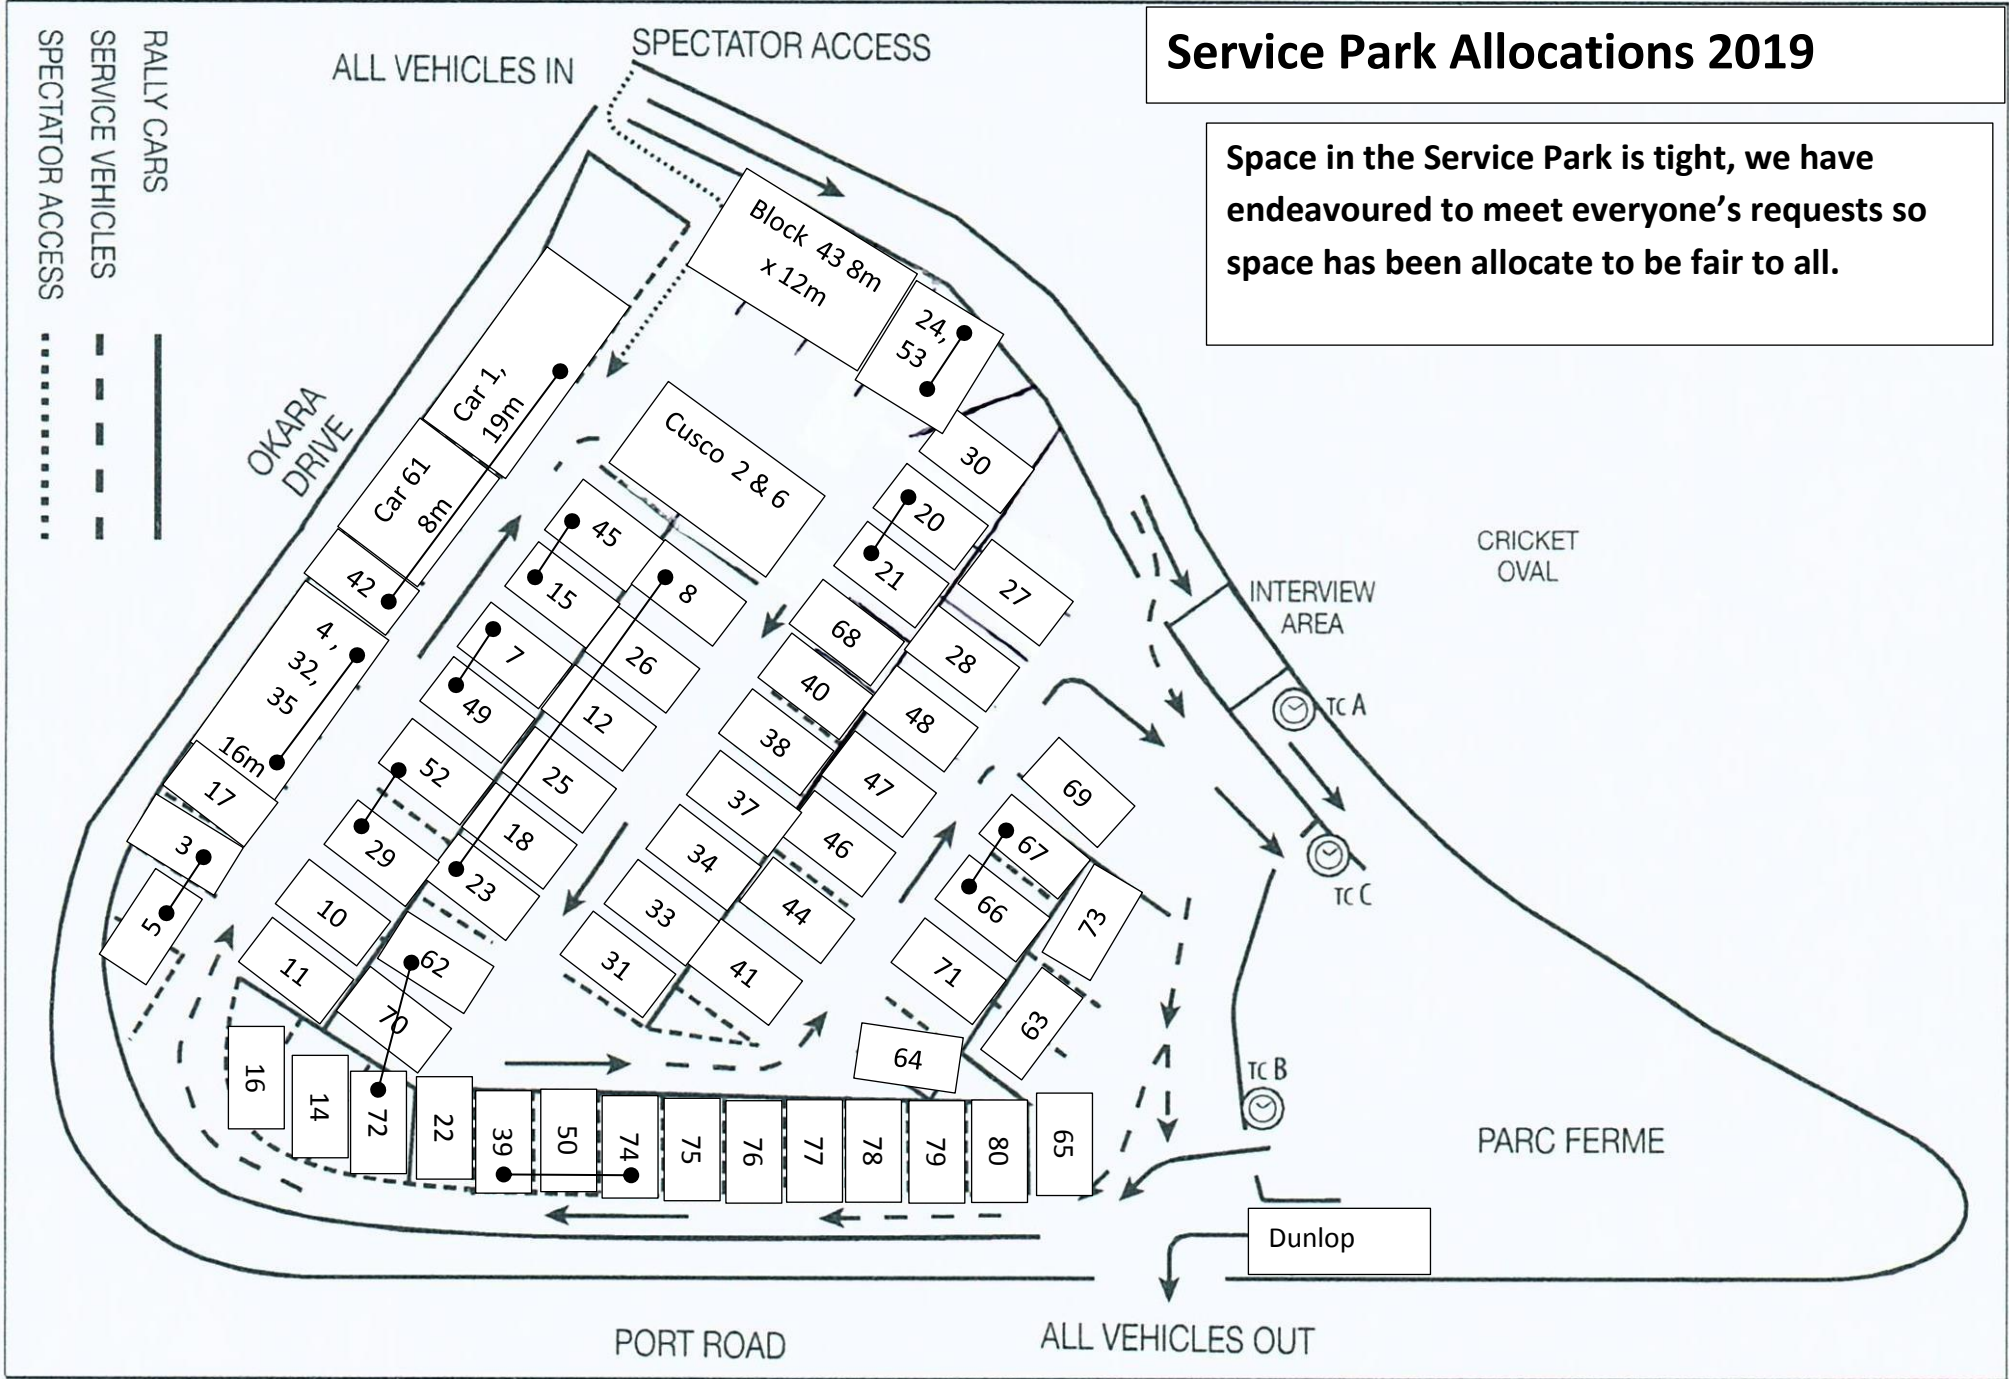 Service Park Allocations 2019
Space in the Service Park is tight, we have
endeavoured to meet everyone’s requests so
space has been allocate to be fair to all.
SPECTATOR ACCESS
SERVICE VEHICLES
RALLY CARS
ALL VEHICLES IN
SPECTATOR ACCESS
OKARA
DRIVE
Block 43 8m
x 12m
24,
53
Car 1,
19m
Car 61
8m
42
4 ,
32,
35
16m
17
3
5
Cusco 2 & 6
45
15
7
49
52
29
10
11
8
26
12
25
18
23
62
70
30
20
21
68
40
38
37
34
33
31
27
28
48
47
46
44
41
69
67
66
71
73
63
64
16
14
72
22
39
50
74
75
76
77
78
79
80
65
CRICKET
OVAL
INTERVIEW
AREA
TC A
TC C
TC B
PARC FERME
Dunlop
PORT ROAD
ALL VEHICLES OUT